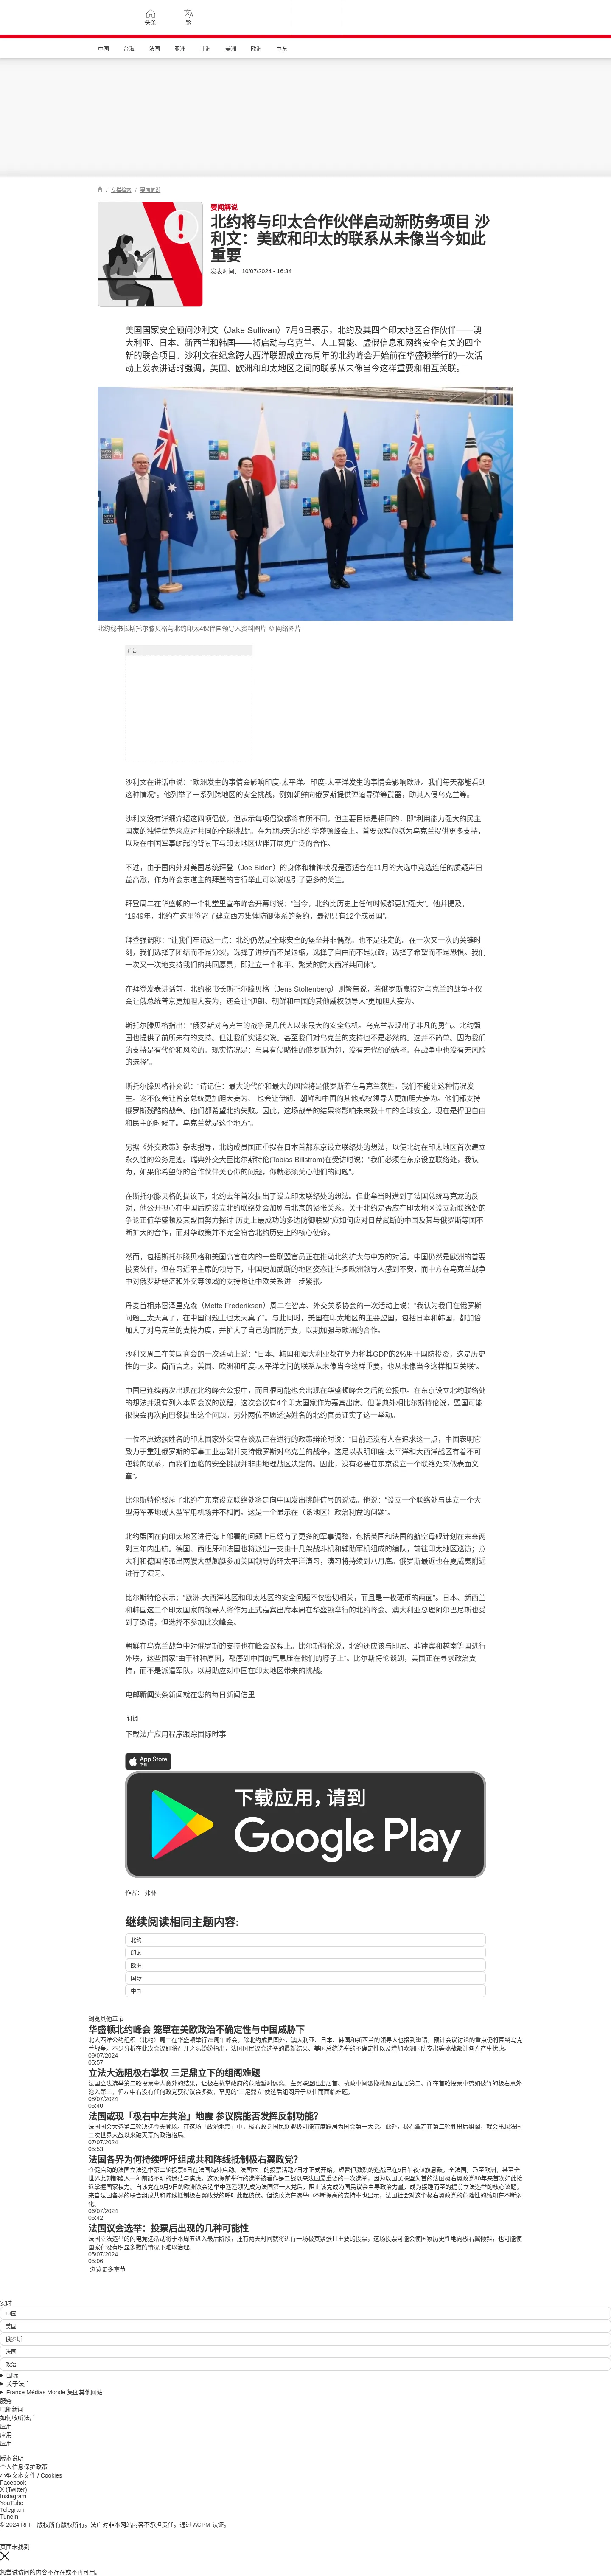 头条
繁
中国
台海
法国
亚洲
非洲
美洲
欧洲
中东
/ 专栏检索 / 要闻解说
要闻解说
北约将与印太合作伙伴启动新防务项目 沙
利文：美欧和印太的联系从未像当今如此
重要
发表时间： 10/07/2024 - 16:34
美国国家安全顾问沙利文（Jake Sullivan）7月9日表示，北约及其四个印太地区合作伙伴——澳
大利亚、日本、新西兰和韩国——将启动与乌克兰、人工智能、虚假信息和网络安全有关的四个
新的联合项目。沙利文在纪念跨大西洋联盟成立75周年的北约峰会开始前在华盛顿举行的一次活
动上发表讲话时强调，美国、欧洲和印太地区之间的联系从未像当今这样重要和相互关联。
北约秘书长斯托尔滕贝格与北约印太4伙伴国领导人资料图片 © 网络图片
广告
沙利文在讲话中说：“欧洲发生的事情会影响印度-太平洋。印度-太平洋发生的事情会影响欧洲。我们每天都能看到
这种情况”。他列举了一系列跨地区的安全挑战，例如朝鲜向俄罗斯提供弹道导弹等武器，助其入侵乌克兰等。
沙利文没有详细介绍这四项倡议，但表示每项倡议都将有所不同，但主要目标是相同的，即“利用能力强大的民主
国家的独特优势来应对共同的全球挑战”。在为期3天的北约华盛顿峰会上，首要议程包括为乌克兰提供更多支持，
以及在中国军事崛起的背景下与印太地区伙伴开展更广泛的合作。
不过，由于国内外对美国总统拜登（Joe Biden）的身体和精神状况是否适合在11月的大选中竞选连任的质疑声日
益高涨，作为峰会东道主的拜登的言行举止可以说吸引了更多的关注。
拜登周二在华盛顿的一个礼堂里宣布峰会开幕时说：“当今，北约比历史上任何时候都更加强大”。他并提及，
“1949年，北约在这里签署了建立西方集体防御体系的条约，最初只有12个成员国”。
拜登强调称：“让我们牢记这一点：北约仍然是全球安全的堡垒并非偶然。也不是注定的。在一次又一次的关键时
刻，我们选择了团结而不是分裂，选择了进步而不是退缩，选择了自由而不是暴政，选择了希望而不是恐惧。我们
一次又一次地支持我们的共同愿景，即建立一个和平、繁荣的跨大西洋共同体”。
在拜登发表讲话前，北约秘书长斯托尔滕贝格（Jens Stoltenberg）则警告说，若俄罗斯赢得对乌克兰的战争不仅
会让俄总统普京更加胆大妄为，还会让“伊朗、朝鲜和中国的其他威权领导人”更加胆大妄为。
斯托尔滕贝格指出：“俄罗斯对乌克兰的战争是几代人以来最大的安全危机。乌克兰表现出了非凡的勇气。北约盟
国也提供了前所未有的支持。但让我们实话实说。甚至我们对乌克兰的支持也不是必然的。这并不简单。因为我们
的支持是有代价和风险的。现实情况是：与具有侵略性的俄罗斯为邻，没有无代价的选择。在战争中也没有无风险
的选择”。
斯托尔滕贝格补充说：“请记住：最大的代价和最大的风险将是俄罗斯若在乌克兰获胜。我们不能让这种情况发
生。这不仅会让普京总统更加胆大妄为、 也会让伊朗、朝鲜和中国的其他威权领导人更加胆大妄为。他们都支持
俄罗斯残酷的战争。他们都希望北约失败。因此，这场战争的结果将影响未来数十年的全球安全。现在是捍卫自由
和民主的时候了。乌克兰就是这个地方”。
另据《外交政策》杂志报导，北约成员国正重提在日本首都东京设立联络处的想法，以使北约在印太地区首次建立
永久性的公务足迹。瑞典外交大臣比尔斯特伦(Tobias Billstrom)在受访时说：“我们必须在东京设立联络处，我认
为，如果你希望你的合作伙伴关心你的问题，你就必须关心他们的问题”。
在斯托尔滕贝格的提议下，北约去年首次提出了设立印太联络处的想法。但此举当时遭到了法国总统马克龙的反
对，他公开担心在中国后院设立北约联络处会加剧与北京的紧张关系。关于北约是否应在印太地区设立新联络处的
争论正值华盛顿及其盟国努力探讨“历史上最成功的多边防御联盟”应如何应对日益武断的中国及其与俄罗斯等国不
断扩大的合作，而对华政策并不完全符合北约历史上的核心使命。
然而，包括斯托尔滕贝格和美国高官在内的一些联盟官员正在推动北约扩大与中方的对话。中国仍然是欧洲的首要
投资伙伴，但在习近平主席的领导下，中国更加武断的地区姿态让许多欧洲领导人感到不安，而中方在乌克兰战争
中对俄罗斯经济和外交等领域的支持也让中欧关系进一步紧张。
丹麦首相弗雷泽里克森（Mette Frederiksen）周二在智库、外交关系协会的一次活动上说：“我认为我们在俄罗斯
问题上太天真了，在中国问题上也太天真了”。与此同时，美国在印太地区的主要盟国，包括日本和韩国，都加倍
加大了对乌克兰的支持力度，并扩大了自己的国防开支，以期加强与欧洲的合作。
沙利文周二在美国商会的一次活动上说：“日本、韩国和澳大利亚都在努力将其GDP的2%用于国防投资，这是历史
性的一步。简而言之，美国、欧洲和印度-太平洋之间的联系从未像当今这样重要，也从未像当今这样相互关联”。
中国已连续两次出现在北约峰会公报中，而且很可能也会出现在华盛顿峰会之后的公报中。在东京设立北约联络处
的想法并没有列入本周会议的议程，这次会议有4个印太国家作为嘉宾出席。但瑞典外相比尔斯特伦说，盟国可能
很快会再次向巴黎提出这个问题。另外两位不愿透露姓名的北约官员证实了这一举动。
一位不愿透露姓名的印太国家外交官在谈及正在进行的政策辩论时说：“目前还没有人在追求这一点，中国表明它
致力于重建俄罗斯的军事工业基础并支持俄罗斯对乌克兰的战争，这足以表明印度-太平洋和大西洋战区有着不可
逆转的联系，而我们面临的安全挑战并非由地理战区决定的。因此，没有必要在东京设立一个联络处来做表面文
章”。
比尔斯特伦驳斥了北约在东京设立联络处将是向中国发出挑衅信号的说法。他说：“设立一个联络处与建立一个大
型海军基地或大型军用机场并不相同。这是一个显示在（该地区）政治利益的问题”。
北约盟国在向印太地区进行海上部署的问题上已经有了更多的军事调整，包括英国和法国的航空母舰计划在未来两
到三年内出航。德国、西班牙和法国也将派出一支由十几架战斗机和辅助军机组成的编队，前往印太地区巡访；意
大利和德国将派出两艘大型舰艇参加美国领导的环太平洋演习，演习将持续到八月底。俄罗斯最近也在夏威夷附近
进行了演习。
比尔斯特伦表示：“欧洲-大西洋地区和印太地区的安全问题不仅密切相关，而且是一枚硬币的两面”。日本、新西兰
和韩国这三个印太国家的领导人将作为正式嘉宾出席本周在华盛顿举行的北约峰会。澳大利亚总理阿尔巴尼斯也受
到了邀请，但选择不参加此次峰会。
朝鲜在乌克兰战争中对俄罗斯的支持也在峰会议程上。比尔斯特伦说，北约还应该与印尼、菲律宾和越南等国进行
外联，这些国家“由于种种原因，都感到中国的气息压在他们的脖子上”。比尔斯特伦谈到，美国正在寻求政治支
持，而不是派遣军队，以帮助应对中国在印太地区带来的挑战。
电邮新闻头条新闻就在您的每日新闻信里
订阅
下载法广应用程序跟踪国际时事
App Store
下载
下载应用，请到
Google Play
作者： 弗林
继续阅读相同主题内容:
北约
印太
欧洲
国际
中国
浏览其他章节
华盛顿北约峰会 笼罩在美欧政治不确定性与中国威胁下
北大西洋公约组织（北约）周二在华盛顿举行75周年峰会。除北约成员国外，澳大利亚、日本、韩国和新西兰的领导人也接到邀请，预计会议讨论的重点仍将围绕乌克
兰战争。不少分析在此次会议即将召开之际纷纷指出，法国国民议会选举的最新结果、美国总统选举的不确定性以及增加欧洲国防支出等挑战都让各方产生忧虑。
09/07/2024
05:57
立法大选阻极右掌权 三足鼎立下的组阁难题
法国立法选举第二轮投票令人意外的结果，让极右执掌政府的危险暂时远离。左翼联盟胜出居首、执政中间派挽救颜面位居第二、而在首轮投票中势如破竹的极右意外
沦入第三，但左中右没有任何政党获得议会多数，罕见的“三足鼎立”使选后组阁异于以往而面临难题。
08/07/2024
05:40
法国或现「极右中左共治」地震 参议院能否发挥反制功能？
法国国会大选第二轮决选今天登场。在这场「政治地震」中，极右政党国民联盟极可能首度跃居为国会第一大党。此外，极右翼若在第二轮胜出后组阁，就会出现法国
二次世界大战以来破天荒的政治格局。
07/07/2024
05:53
法国各界为何持续呼吁组成共和阵线抵制极右翼政党？
仓促启动的法国立法选举第二轮投票6日在法国海外启动。法国本土的投票活动7日才正式开始。短暂但激烈的选战已在5日午夜偃旗息鼓。全法国，乃至欧洲，甚至全
世界此刻都陷入一种前路不明的迷茫与焦虑。这次提前举行的选举被看作是二战以来法国最重要的一次选举，因为以国民联盟为首的法国极右翼政党80年来首次如此接
近掌握国家权力。自该党在6月9日的欧洲议会选举中崛崛领先成为法国第一大党后，阻止该党成为国民议会主导政治力量，成为接踵而至的提前立法选举的核心议题。
来自法国各界的联合组成共和阵线抵制极右翼政党的呼吁此起彼伏。但该政党在选举中不断提高的支持率也显示，法国社会对这个极右翼政党的危险性的感知在不断弱
化。
06/07/2024
05:42
法国议会选举：投票后出现的几种可能性
法国立法选举的闪电竞选活动将于本周五进入最后阶段，还有两天时间就将进行一场极其紧张且重要的投票，这场投票可能会使国家历史性地向极右翼倾斜，也可能使
国家在没有明显多数的情况下难以治理。
05/07/2024
05:06
浏览更多章节
实时
中国
美国
俄罗斯
法国
政治
国际
关于法广
France Médias Monde 集团其他网站
服务
电邮新闻
如何收听法广
应用
应用
应用
版本说明
个人信息保护政策
小型文本文件 / Cookies
Facebook
X (Twitter)
Instagram
YouTube
Telegram
TuneIn
© 2024 RFI – 版权所有版权所有。法广对非本网站内容不承担责任。通过 ACPM 认证。
页面未找到
您尝试访问的内容不存在或不再可用。